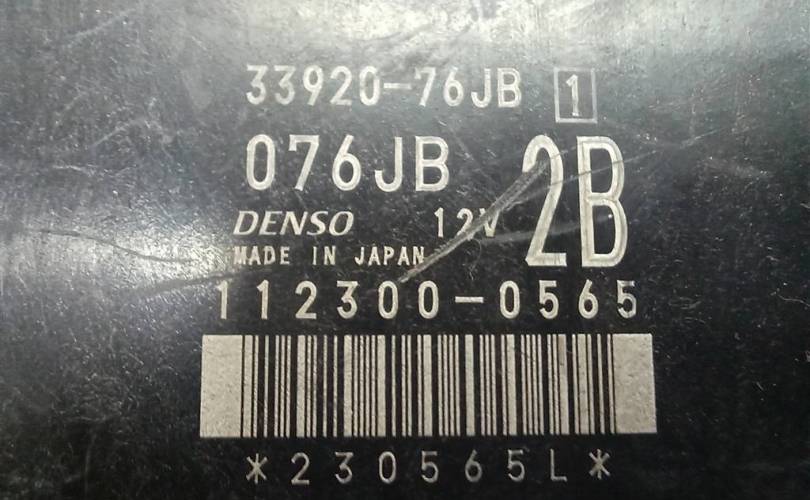 33920-76JB 1
076JB 2B
DENSO 12V
MADE IN JAPAN
112300-0565
*230565L*